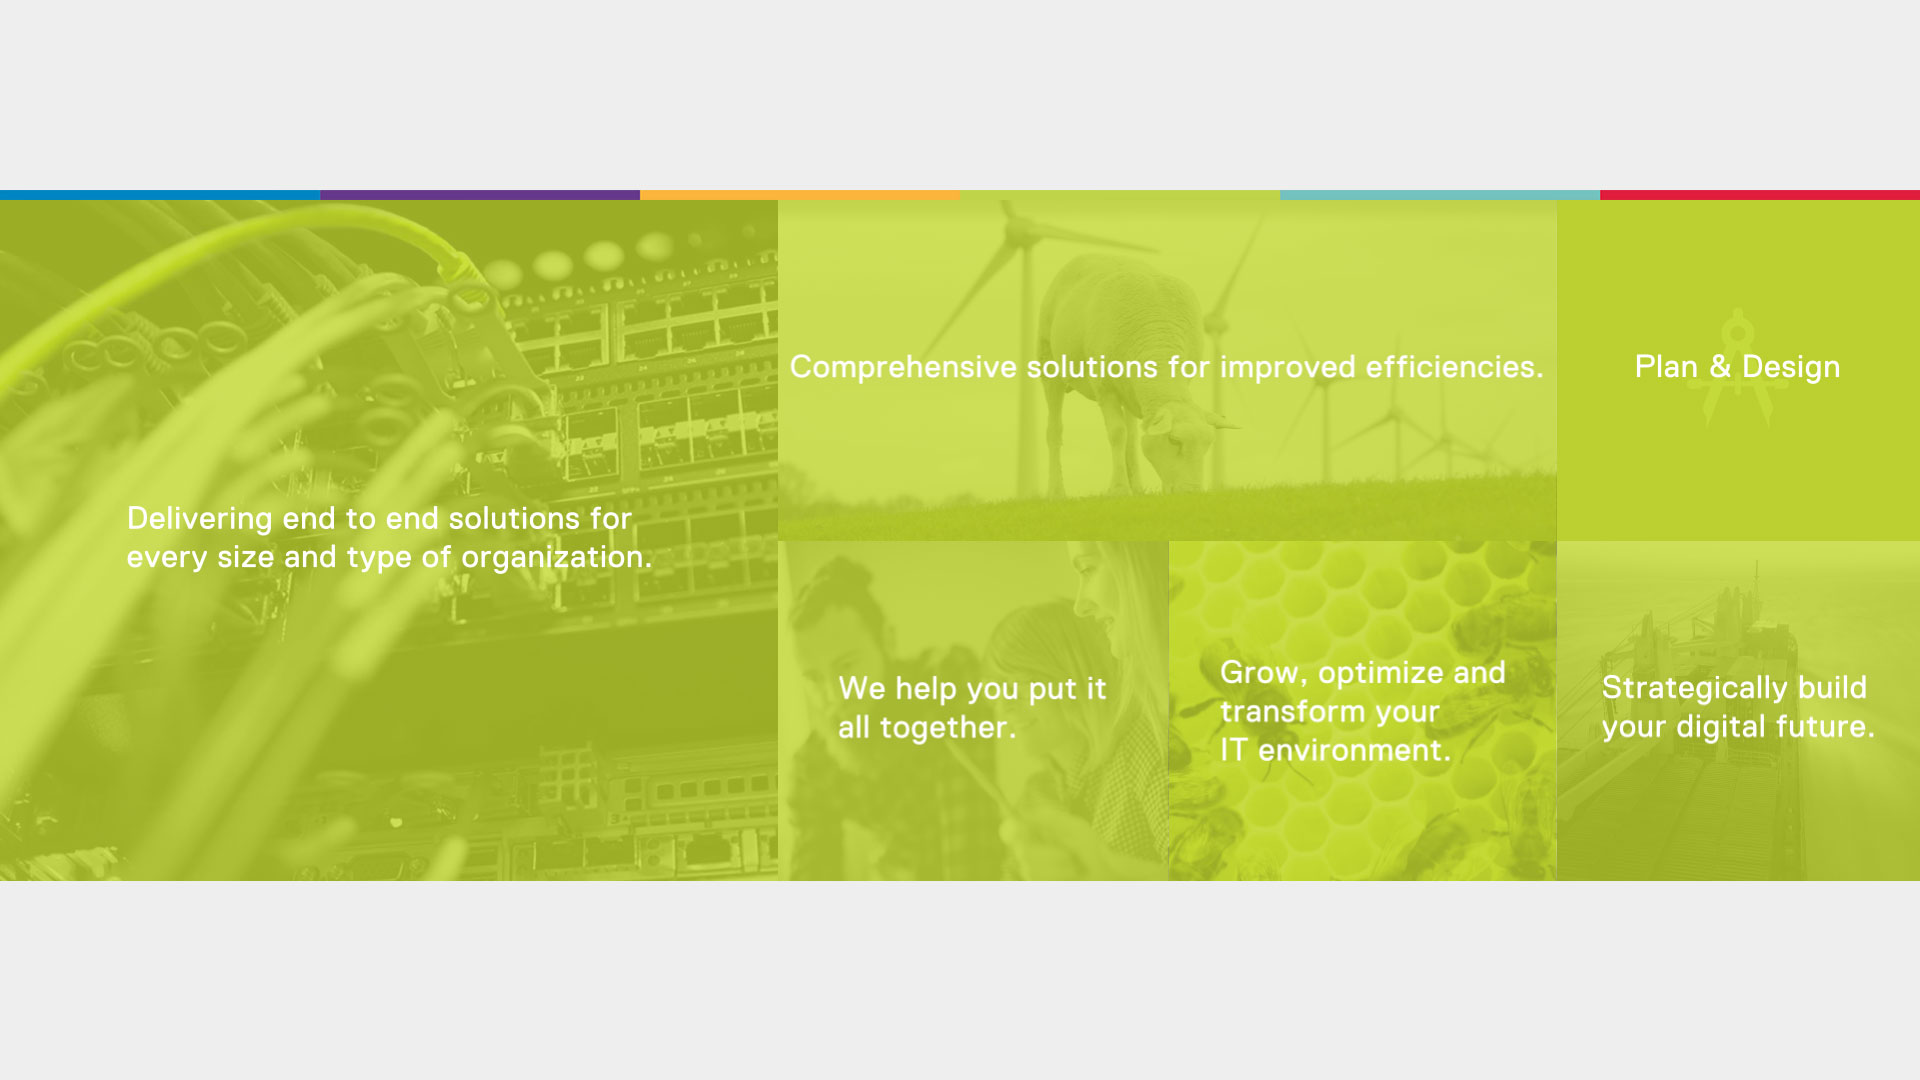 Delivering end to end solutions for
every size and type of organization.
Comprehensive solutions for improved efficiencies.
Plan & Design
We help you put it
all together.
Grow, optimize and
transform your
IT environment.
Strategically build
your digital future.